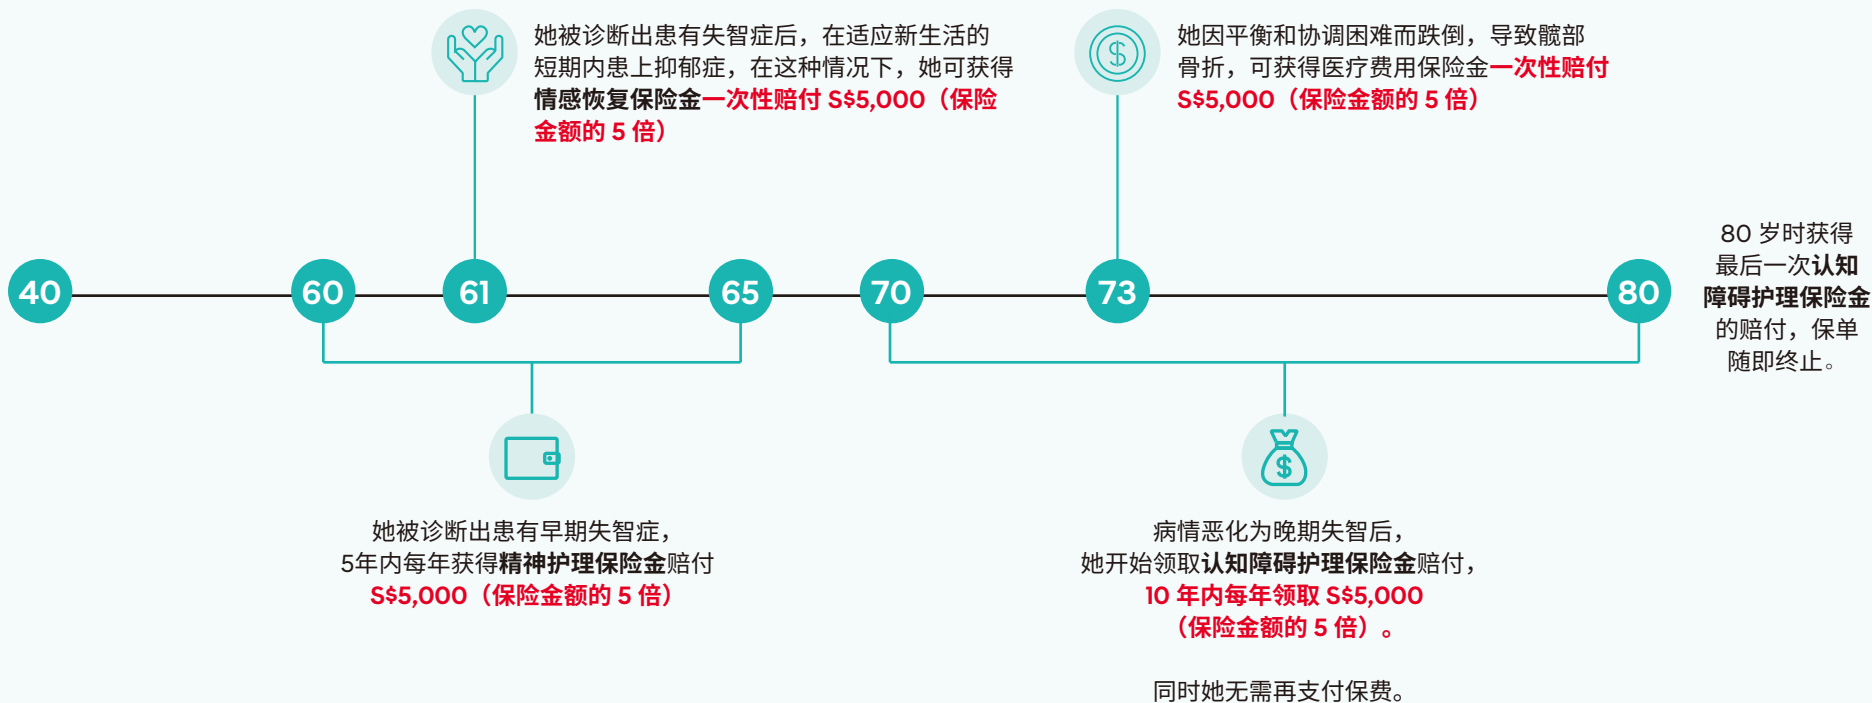 她被诊断出患有失智症后，在适应新生活的
短期内患上抑郁症，在这种情况下，她可获得
情感恢复保险金一次性赔付 S$5,000（保险
金额的 5 倍）
她因平衡和协调困难而跌倒，导致髋部
骨折，可获得医疗费用保险金一次性赔付
S$5,000（保险金额的 5 倍）
40
60
61
65
70
73
80
80 岁时获得
最后一次认知
障碍护理保险金
的赔付，保单
随即终止。
她被诊断出患有早期失智症，
5年内每年获得精神护理保险金赔付
S$5,000（保险金额的 5 倍）
病情恶化为晚期失智后，
她开始领取认知障碍护理保险金赔付，
10 年内每年领取 S$5,000
（保险金额的 5 倍）。
同时她无需再支付保费。